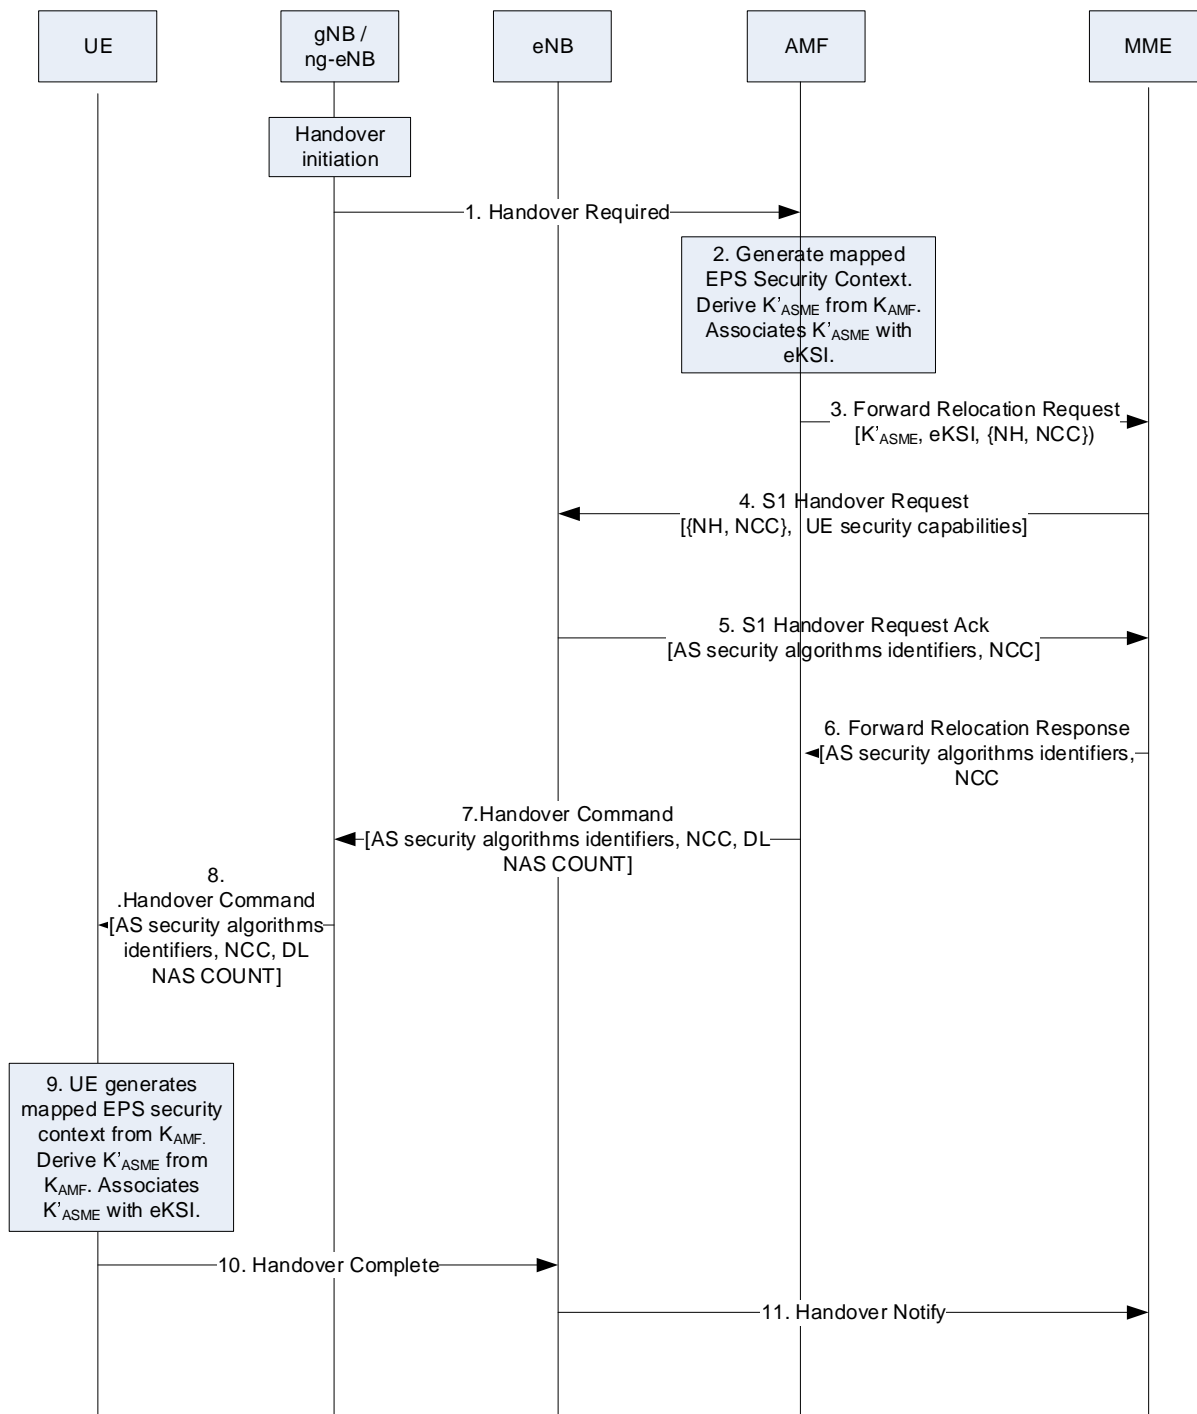 UE
gNB /
ng-eNB
eNB
AMF
MME
Handover
initiation
1. Handover Required
2. Generate mapped
EPS Security Context.
Derive K’ASME from KAMF.
Associates K’ASME with
eKSI.
3. Forward Relocation Request
[K’ASME, eKSI, {NH, NCC})
4. S1 Handover Request
[{NH, NCC}, UE security capabilities]
5. S1 Handover Request Ack
[AS security algorithms identifiers, NCC]
6. Forward Relocation Response
[AS security algorithms identifiers,
NCC
7.Handover Command
[AS security algorithms identifiers, NCC, DL
NAS COUNT]
8.
.Handover Command
[AS security algorithms
identifiers, NCC, DL
NAS COUNT]
9. UE generates
mapped EPS security
context from KAMF.
Derive K’ASME from
KAMF. Associates
K’ASME with eKSI.
10. Handover Complete
11. Handover Notify